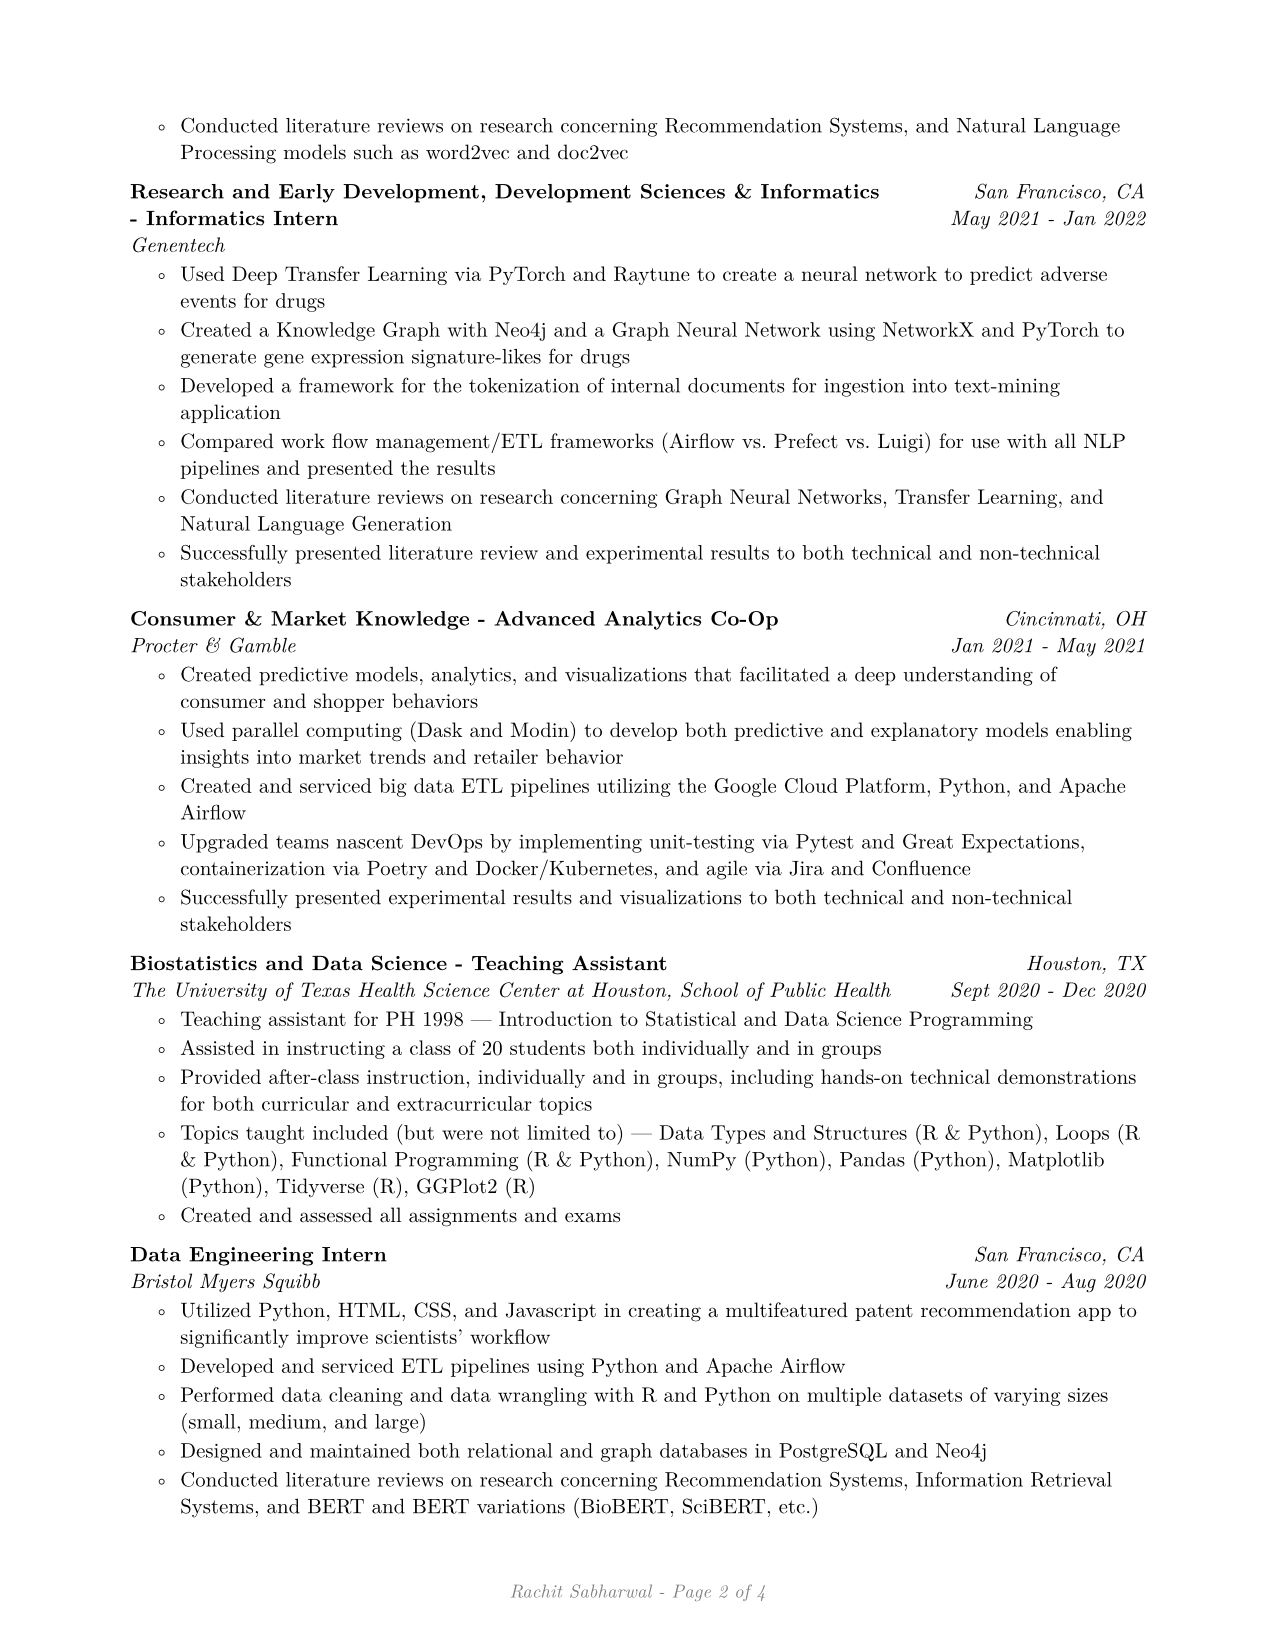 ◦ Conducted literature reviews on research concerning Recommendation Systems, and Natural Language
Processing models such as word2vec and doc2vec
Research and Early Development, Development Sciences & Informatics San Francisco, CA
- Informatics Intern May 2021 - Jan 2022
Genentech
◦ Used Deep Transfer Learning via PyTorch and Raytune to create a neural network to predict adverse
events for drugs
◦ Created a Knowledge Graph with Neo4j and a Graph Neural Network using NetworkX and PyTorch to
generate gene expression signature-likes for drugs
◦ Developed a framework for the tokenization of internal documents for ingestion into text-mining
application
◦ Compared work flow management/ETL frameworks (Airflow vs. Prefect vs. Luigi) for use with all NLP
pipelines and presented the results
◦ Conducted literature reviews on research concerning Graph Neural Networks, Transfer Learning, and
Natural Language Generation
◦ Successfully presented literature review and experimental results to both technical and non-technical
stakeholders
Consumer & Market Knowledge - Advanced Analytics Co-Op Cincinnati, OH
Procter & Gamble Jan 2021 - May 2021
◦ Created predictive models, analytics, and visualizations that facilitated a deep understanding of
consumer and shopper behaviors
◦ Used parallel computing (Dask and Modin) to develop both predictive and explanatory models enabling
insights into market trends and retailer behavior
◦ Created and serviced big data ETL pipelines utilizing the Google Cloud Platform, Python, and Apache
Airflow
◦ Upgraded teams nascent DevOps by implementing unit-testing via Pytest and Great Expectations,
containerization via Poetry and Docker/Kubernetes, and agile via Jira and Confluence
◦ Successfully presented experimental results and visualizations to both technical and non-technical
stakeholders
Biostatistics and Data Science - Teaching Assistant Houston, TX
The University of Texas Health Science Center at Houston, School of Public Health Sept 2020 - Dec 2020
◦ Teaching assistant for PH 1998 — Introduction to Statistical and Data Science Programming
◦ Assisted in instructing a class of 20 students both individually and in groups
◦ Provided after-class instruction, individually and in groups, including hands-on technical demonstrations
for both curricular and extracurricular topics
◦ Topics taught included (but were not limited to) — Data Types and Structures (R & Python), Loops (R
& Python), Functional Programming (R & Python), NumPy (Python), Pandas (Python), Matplotlib
(Python), Tidyverse (R), GGPlot2 (R)
◦ Created and assessed all assignments and exams
Data Engineering Intern San Francisco, CA
Bristol Myers Squibb June 2020 - Aug 2020
◦ Utilized Python, HTML, CSS, and Javascript in creating a multifeatured patent recommendation app to
significantly improve scientists' workflow
◦ Developed and serviced ETL pipelines using Python and Apache Airflow
◦ Performed data cleaning and data wrangling with R and Python on multiple datasets of varying sizes
(small, medium, and large)
◦ Designed and maintained both relational and graph databases in PostgreSQL and Neo4j
◦ Conducted literature reviews on research concerning Recommendation Systems, Information Retrieval
Systems, and BERT and BERT variations (BioBERT, SciBERT, etc.)
Rachit Sabharwal - Page 2 of 4